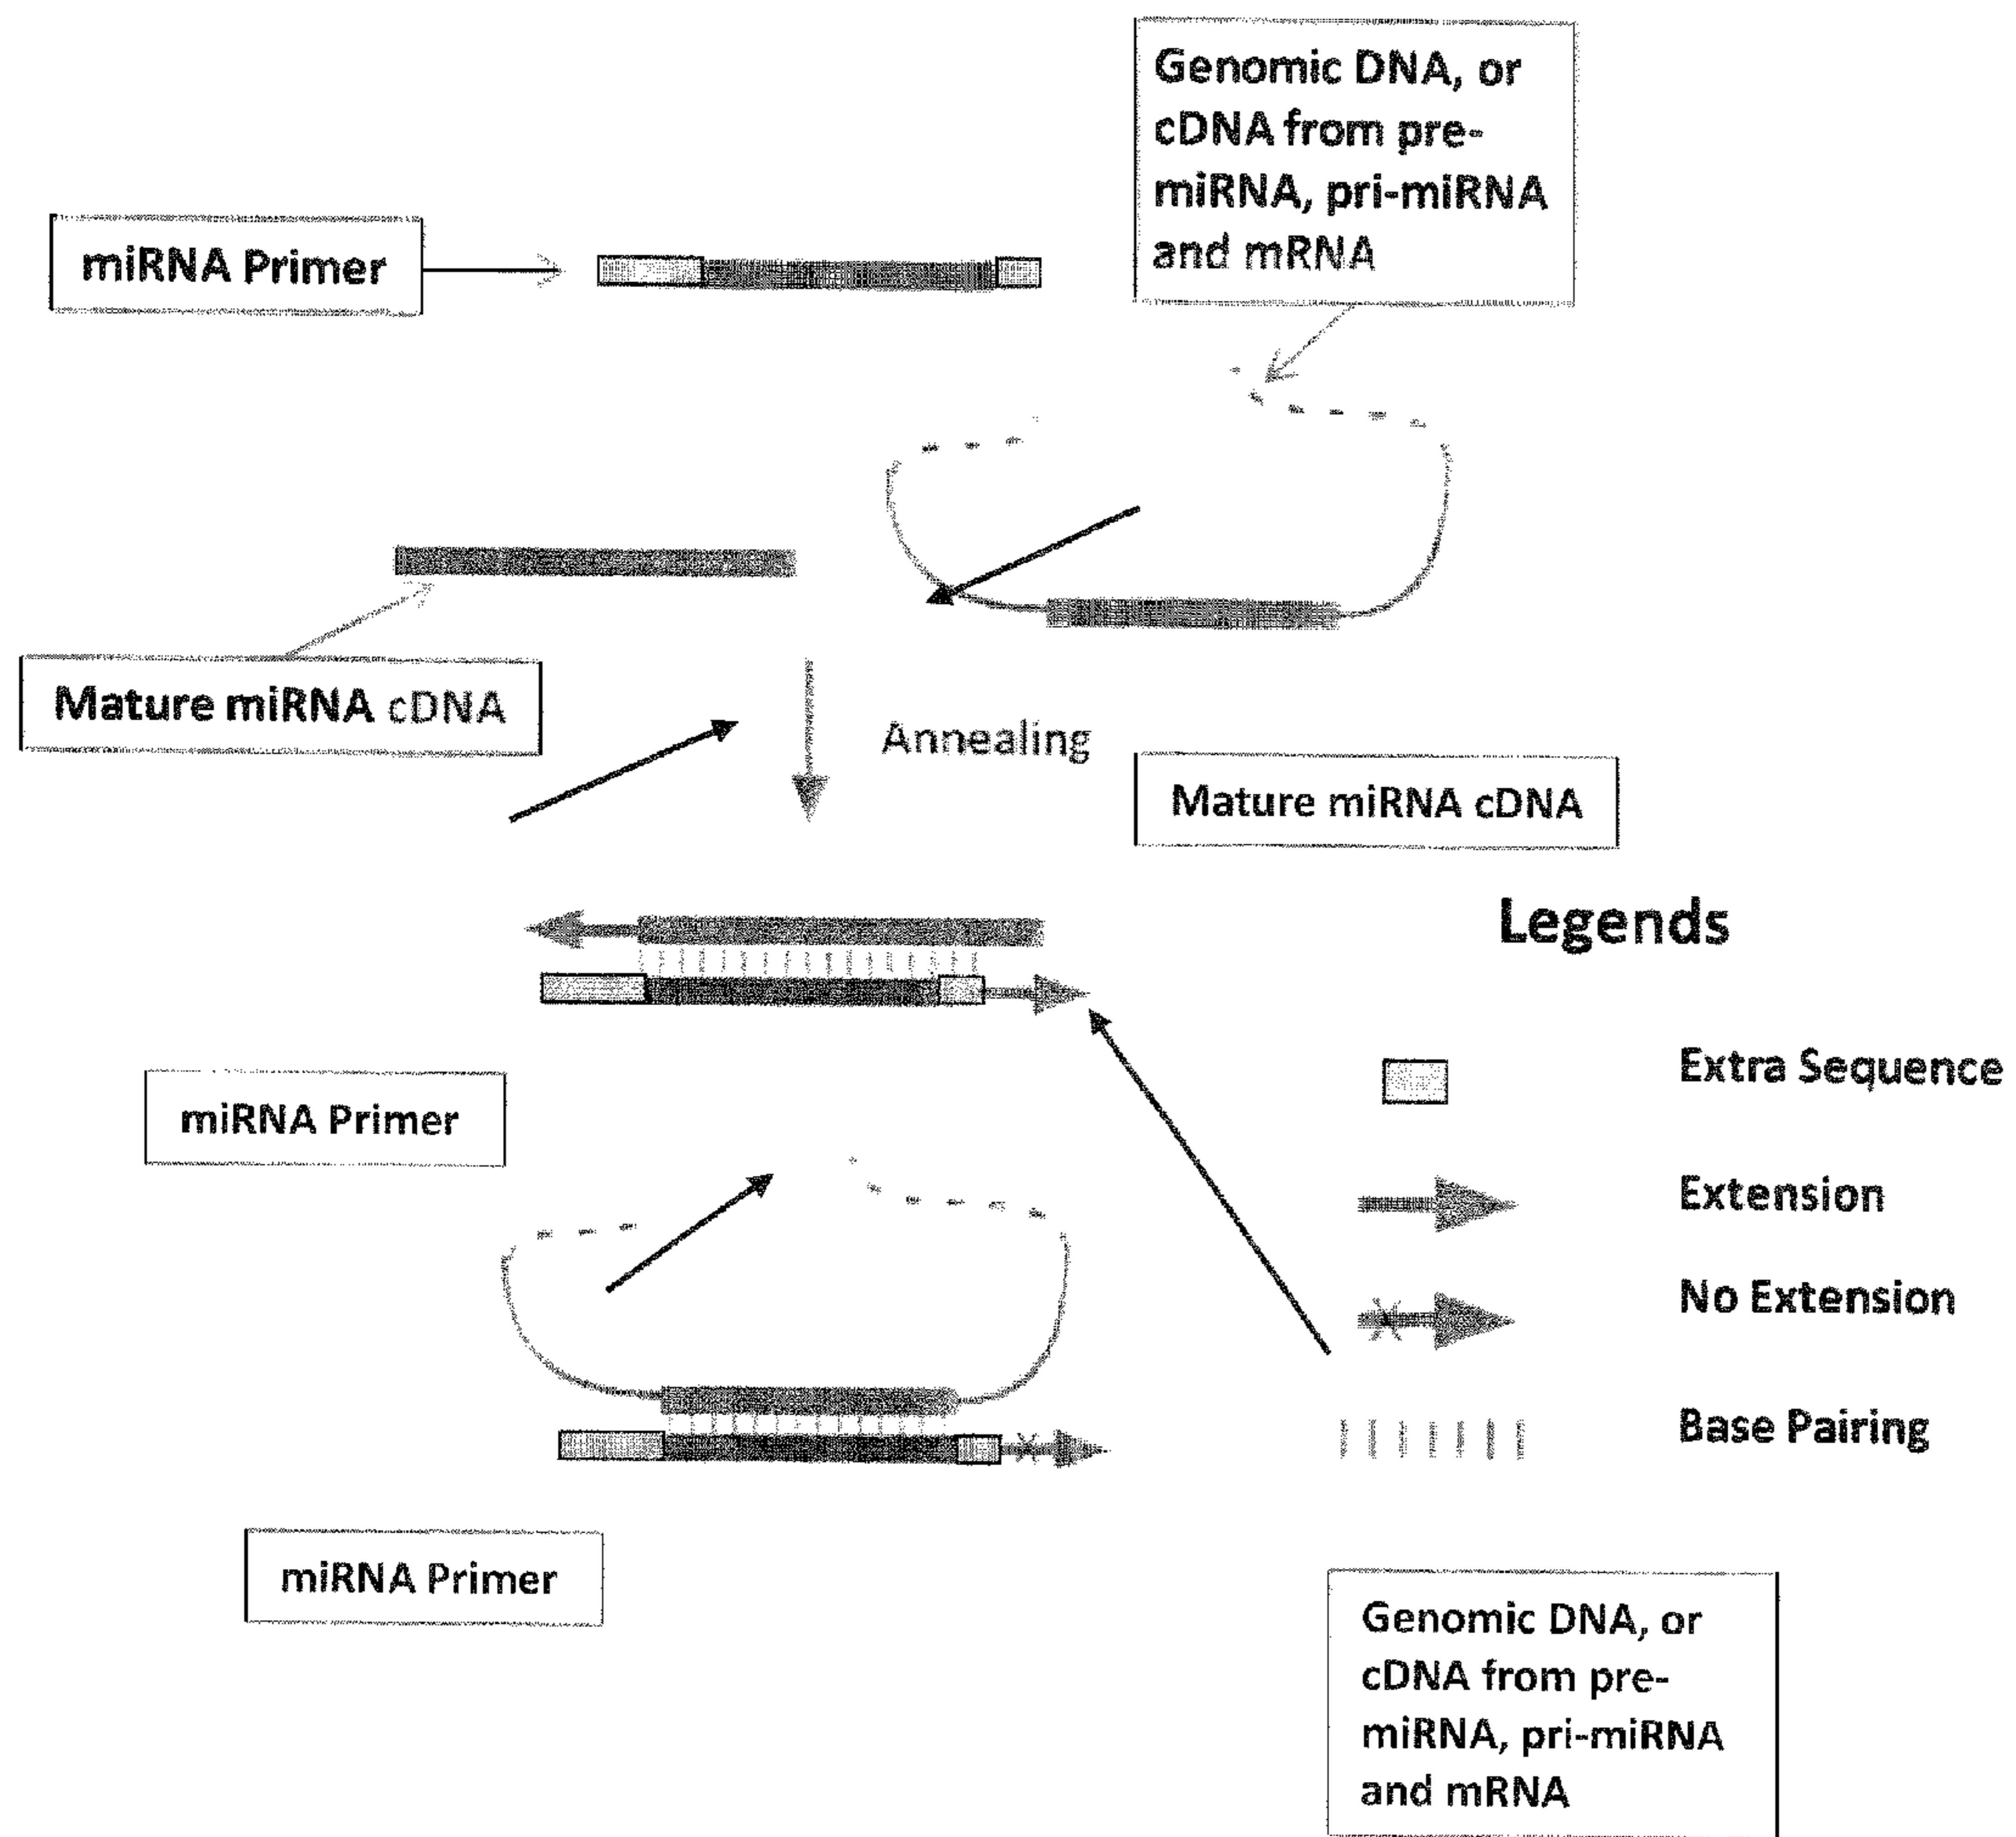 Genomic DNA, or
cDNA from pre-
miRNA, pri-miRNA
and mRNA
miRNA Primer
Mature miRNA cDNA
Annealing
Mature miRNA cDNA
Legends
Extra Sequence
miRNA Primer
Extension
No Extension
Base Pairing
miRNA Primer
Genomic DNA, or
cDNA from pre-
miRNA, pri-miRNA
and mRNA